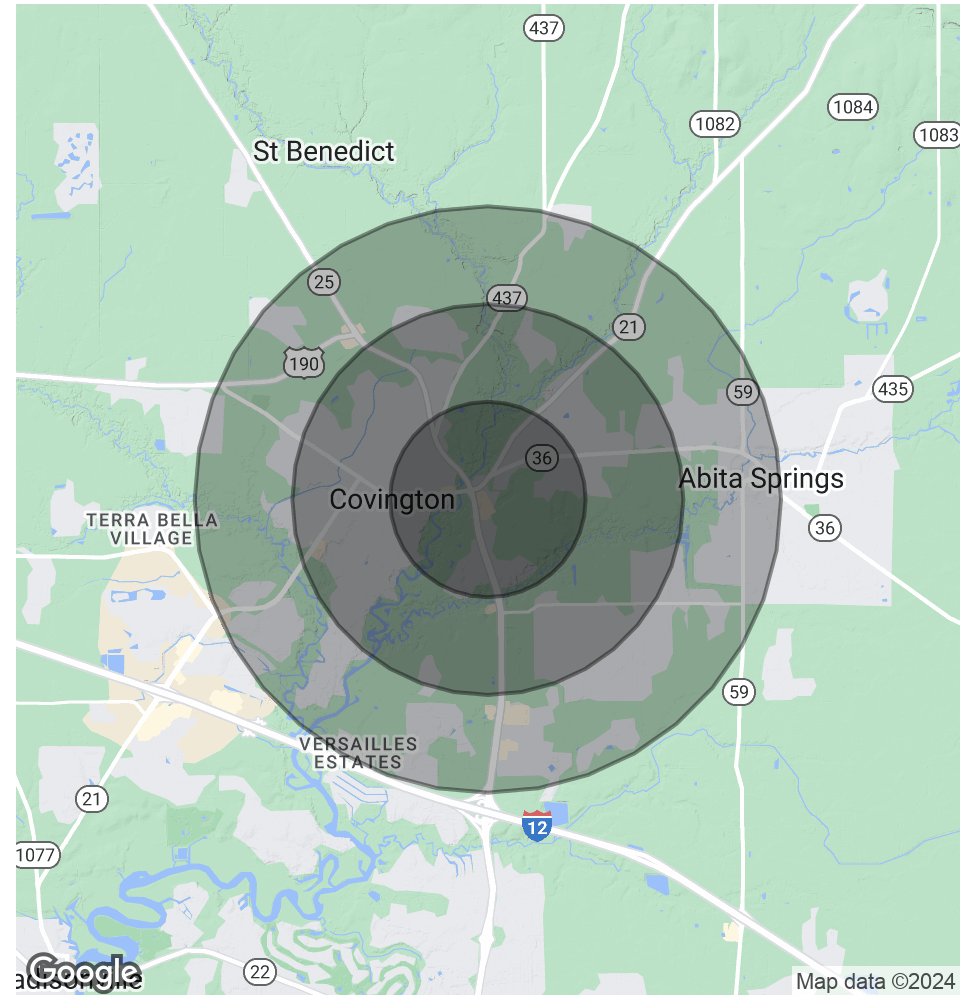 437
1084
1082
1083
St Benedict
25
437
21
190
59
435
36
Abita Springs
Covington
TERRA BELLA
VILLAGE
36
59
VERSAILLES
ESTATES
21
12
1077
22
Google
Map data ©2024